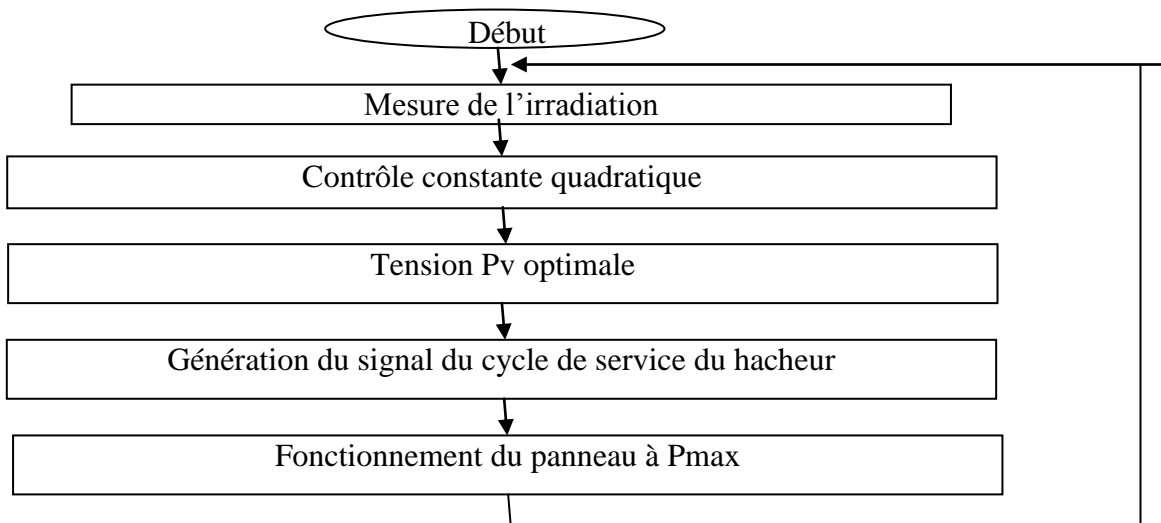 Début
Mesure de l’irradiation
Contrôle constante quadratique
Tension Pv optimale
Génération du signal du cycle de service du hacheur
Fonctionnement du panneau à Pmax